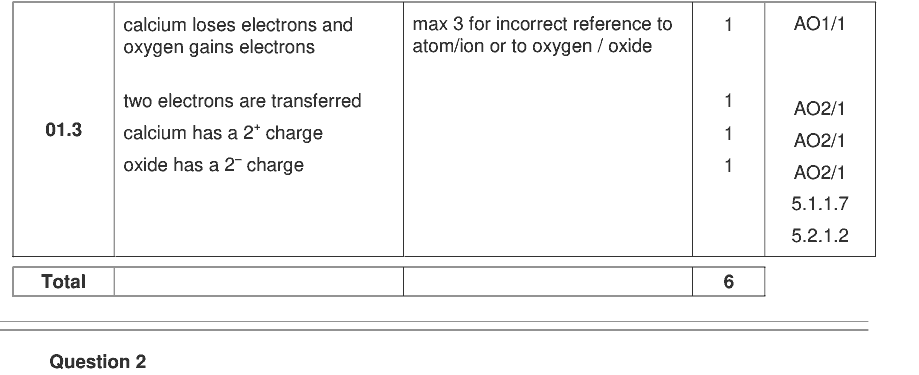 calcium loses electrons and
oxygen gains electrons
max 3 for incorrect reference to
atom/ion or to oxygen / oxide
1
AO1/1
two electrons are transferred
1
AO2/1
01.3
calcium has a 2⁺ charge
1
AO2/1
oxide has a 2⁻ charge
1
AO2/1
5.1.1.7
5.2.1.2
Total
6
Question 2